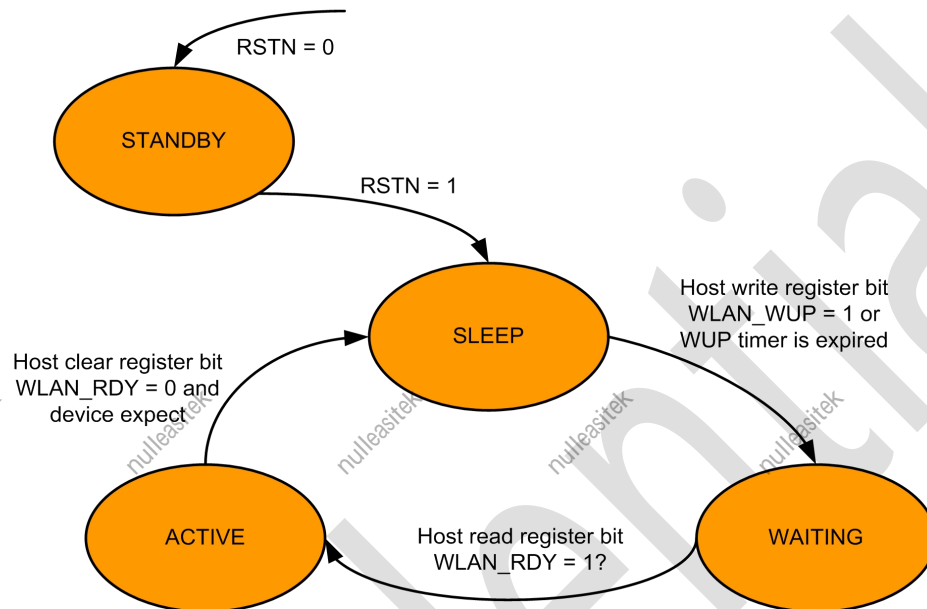 RSTN = 0
STANDBY
RSTN = 1
SLEEP
Host write register bit
WLAN_WUP = 1 or
WUP timer is expired
Host clear register bit
WLAN_RDY = 0 and
device expect
nulleasitek
nulleasitek
nulleasitek
nulleasitek
ACTIVE
Host read register bit
WLAN_RDY = 1?
WAITING
ential